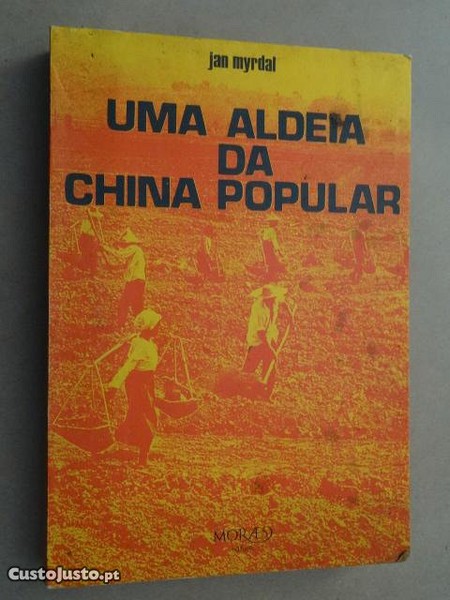 jan myrdal
UMA ALDEIA
DA
CHINA POPULAR
MORAES
CustoJusto.pt